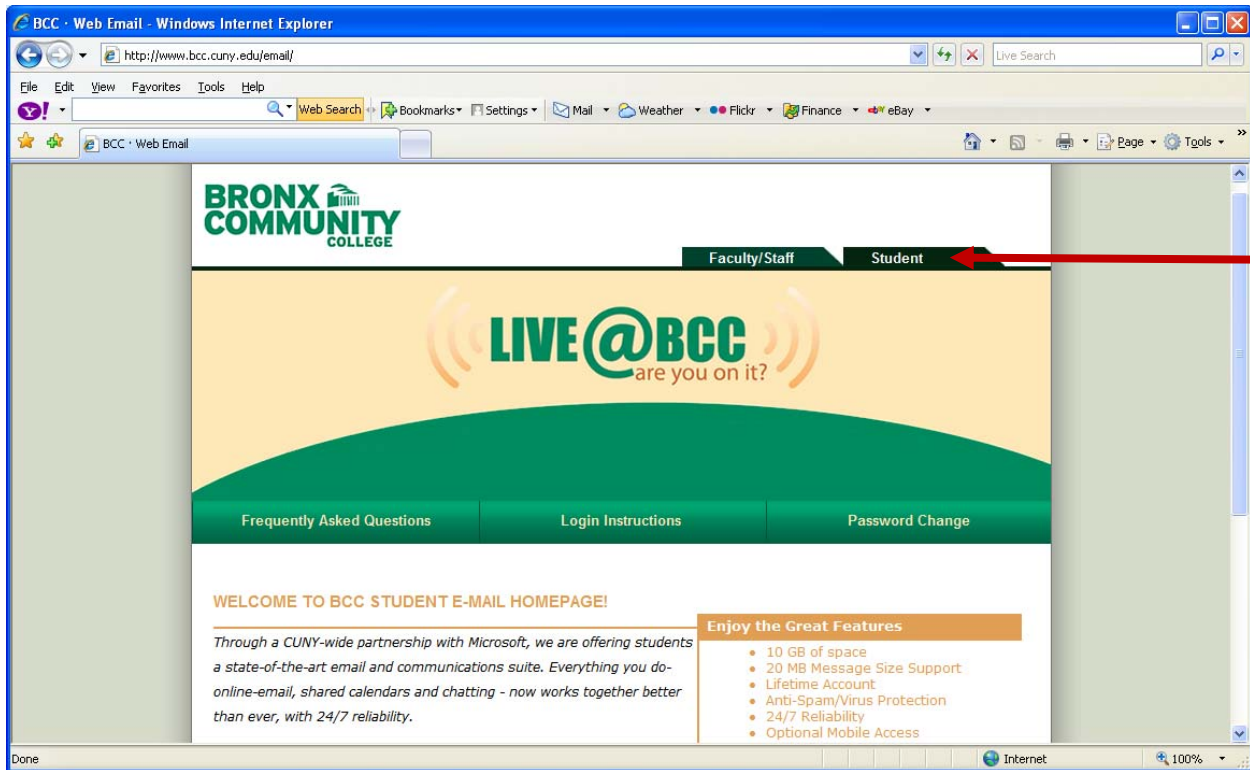 BCC · Web Email - Windows Internet Explorer
http://www.bcc.cuny.edu/email/
Live Search
File Edit View Favorites Tools Help
Y! Web Search Bookmarks Settings Mail Weather Flickr Finance eBay
BCC · Web Email
Page Tools
BRONX
COMMUNITY
COLLEGE
Faculty/Staff Student
LIVE@BCC
are you on it?
Frequently Asked Questions Login Instructions Password Change
WELCOME TO BCC STUDENT E-MAIL HOMEPAGE!
Through a CUNY-wide partnership with Microsoft, we are offering students
a state-of-the-art email and communications suite. Everything you do-
online-email, shared calendars and chatting - now works together better
than ever, with 24/7 reliability.
Enjoy the Great Features
• 10 GB of space
• 20 MB Message Size Support
• Lifetime Account
• Anti-Spam/Virus Protection
• 24/7 Reliability
• Optional Mobile Access
Done Internet 100%